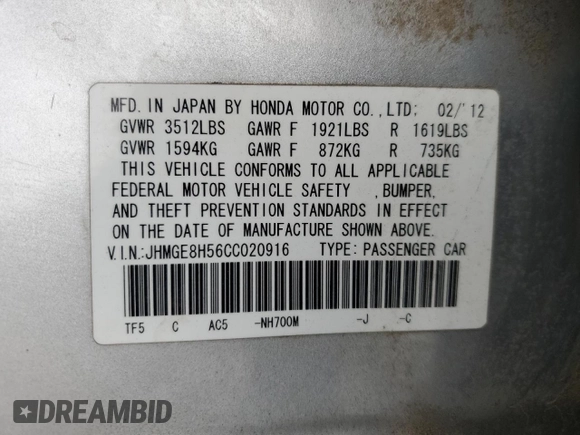 MFD. IN JAPAN BY HONDA MOTOR CO., LTD; 02/'12
GVWR 3512LBS GAWR F 1921LBS R 1619LBS
GVWR 1594KG GAWR F 872KG R 735KG
THIS VEHICLE CONFORMS TO ALL APPLICABLE
FEDERAL MOTOR VEHICLE SAFETY ,BUMPER,
AND THEFT PREVENTION STANDARDS IN EFFECT
ON THE DATE OF MANUFACTURE SHOWN ABOVE.
V.I.N.:JHMGE8H56CC020916 TYPE: PASSENGER CAR
TF5 C AC5 -NH700M -J -C
DREAMBID